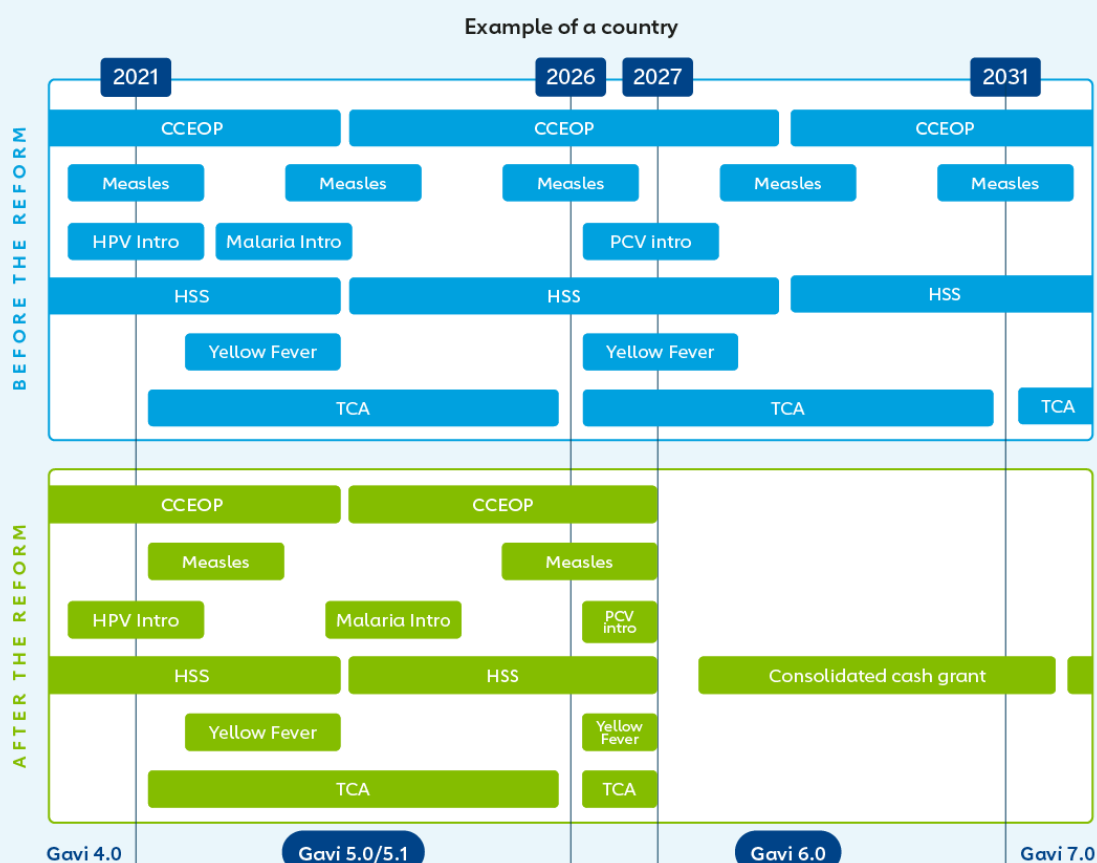 Example of a country
2021
2026
2027
2031
BEFORE THE REFORM
CCEOP
CCEOP
CCEOP
Measles
Measles
Measles
Measles
Measles
HPV Intro
Malaria Intro
PCV intro
HSS
HSS
HSS
Yellow Fever
Yellow Fever
TCA
TCA
TCA
AFTER THE REFORM
CCEOP
CCEOP
Measles
Measles
HPV Intro
Malaria Intro
PCV
intro
HSS
HSS
Consolidated cash grant
Yellow Fever
Yellow
Fever
TCA
TCA
Gavi 4.0
Gavi 5.0/5.1
Gavi 6.0
Gavi 7.0